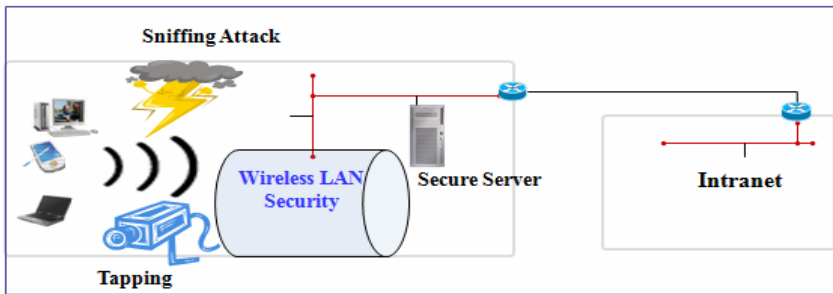 Sniffing Attack
Wireless LAN
Security
Secure Server
Intranet
Tapping